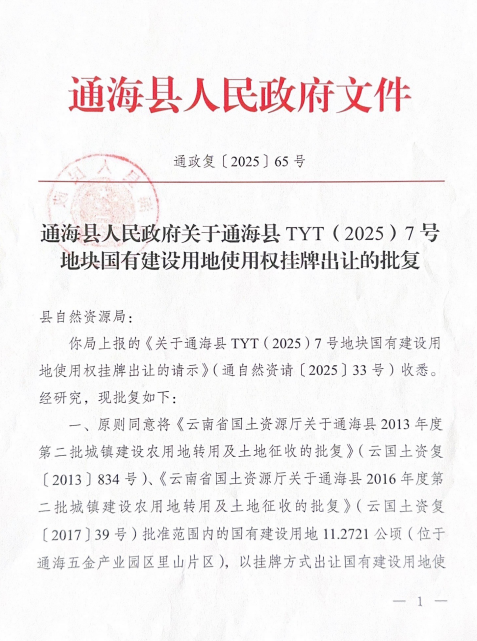 通海县人民政府文件
通政复〔2025〕65号
通海县人民政府关于通海县TYT（2025）7号
地块国有建设用地使用权挂牌出让的批复
县自然资源局：
你局上报的《关于通海县TYT（2025）7号地块国有建设用
地使用权挂牌出让的请示》（通自然资请〔2025〕33号）收悉。
经研究，现批复如下：
一、原则同意将《云南省国土资源厅关于通海县2013年度
第二批城镇建设农用地转用及土地征收的批复》（云国土资复
〔2013〕834号）、《云南省国土资源厅关于通海县2016年度第
二批城镇建设农用地转用及土地征收的批复》（云国土资复
〔2017〕39号）批准范围内的国有建设用地11.2721公顷（位于
通海五金产业园区里山片区），以挂牌方式出让国有建设用地使
— 1 —